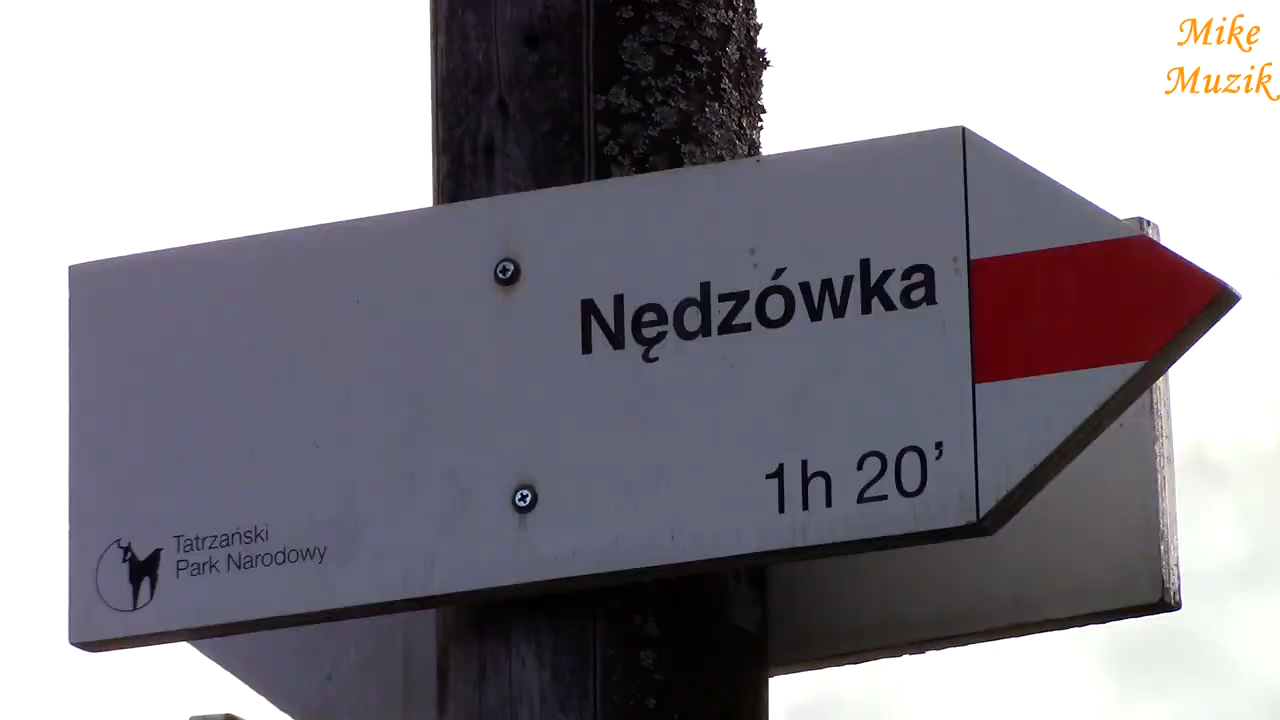 Mike
Muzik
Nędzówka
1h 20’
Tatrzański
Park Narodowy